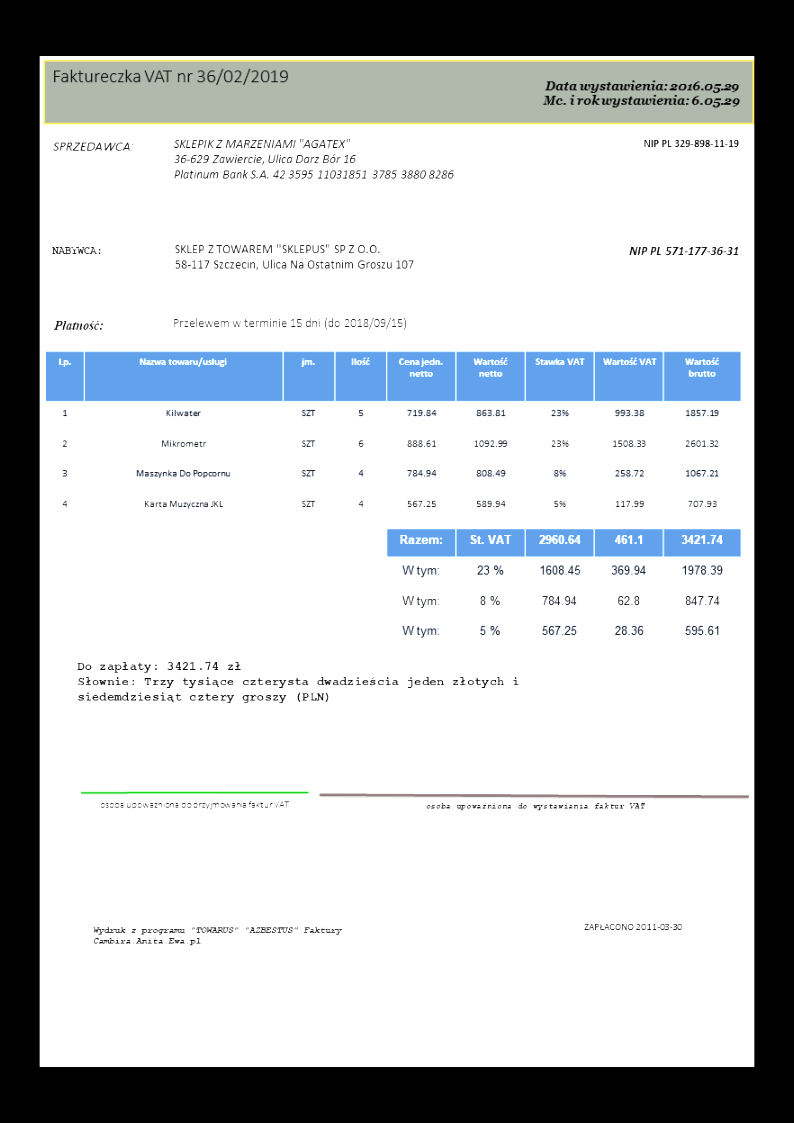 Faktureczka VAT nr 36/02/2019
Data wystawienia: 2016.05.29
Mc. i rok wystawienia: 6.05.29
SPRZEDAWCA:
SKLEPIK Z MARZENIAMI "AGATEX"
NIP PL 329-898-11-19
36-629 Zawiercie, Ulica Darz Bór 16
Platinum Bank S.A. 42 3595 11031851 3785 3880 8286
NABYWCA:
SKLEP Z TOWAREM "SKLEPUS" SP Z O.O.
NIP PL 571-177-36-31
58-117 Szczecin, Ulica Na Ostatnim Groszu 107
Płatność:
Przelewem w terminie 15 dni (do 2018/09/15)
Lp. Nazwa towaru/usługi jm. Ilość Cena jedn. netto Wartość netto Stawka VAT Wartość VAT Wartość brutto
1 Kilwater SZT 5 719.84 863.81 23% 993.38 1857.19
2 Mikrometr SZT 6 888.61 1092.99 23% 1508.33 2601.32
3 Maszynka Do Popcornu SZT 4 784.94 808.49 8% 258.72 1067.21
4 Karta Muzyczna JKL SZT 4 567.25 589.94 5% 117.99 707.93
Razem: St. VAT 2960.64 461.1 3421.74
W tym: 23 % 1608.45 369.94 1978.39
W tym: 8 % 784.94 62.8 847.74
W tym: 5 % 567.25 28.36 595.61
Do zapłaty: 3421.74 zł
Słownie: Trzy tysiące czterysta dwadzieścia jeden złotych i
siedemdziesiąt cztery groszy (PLN)
osoba upoważniona do przyjmowania faktur VAT
osoba upoważniona do wystawiania faktur VAT
Wydruk z programu "TOWARUS" "AZBESTUS" Faktury
Cambira.Anita.Ewa.pl
ZAPŁACONO 2011-03-30